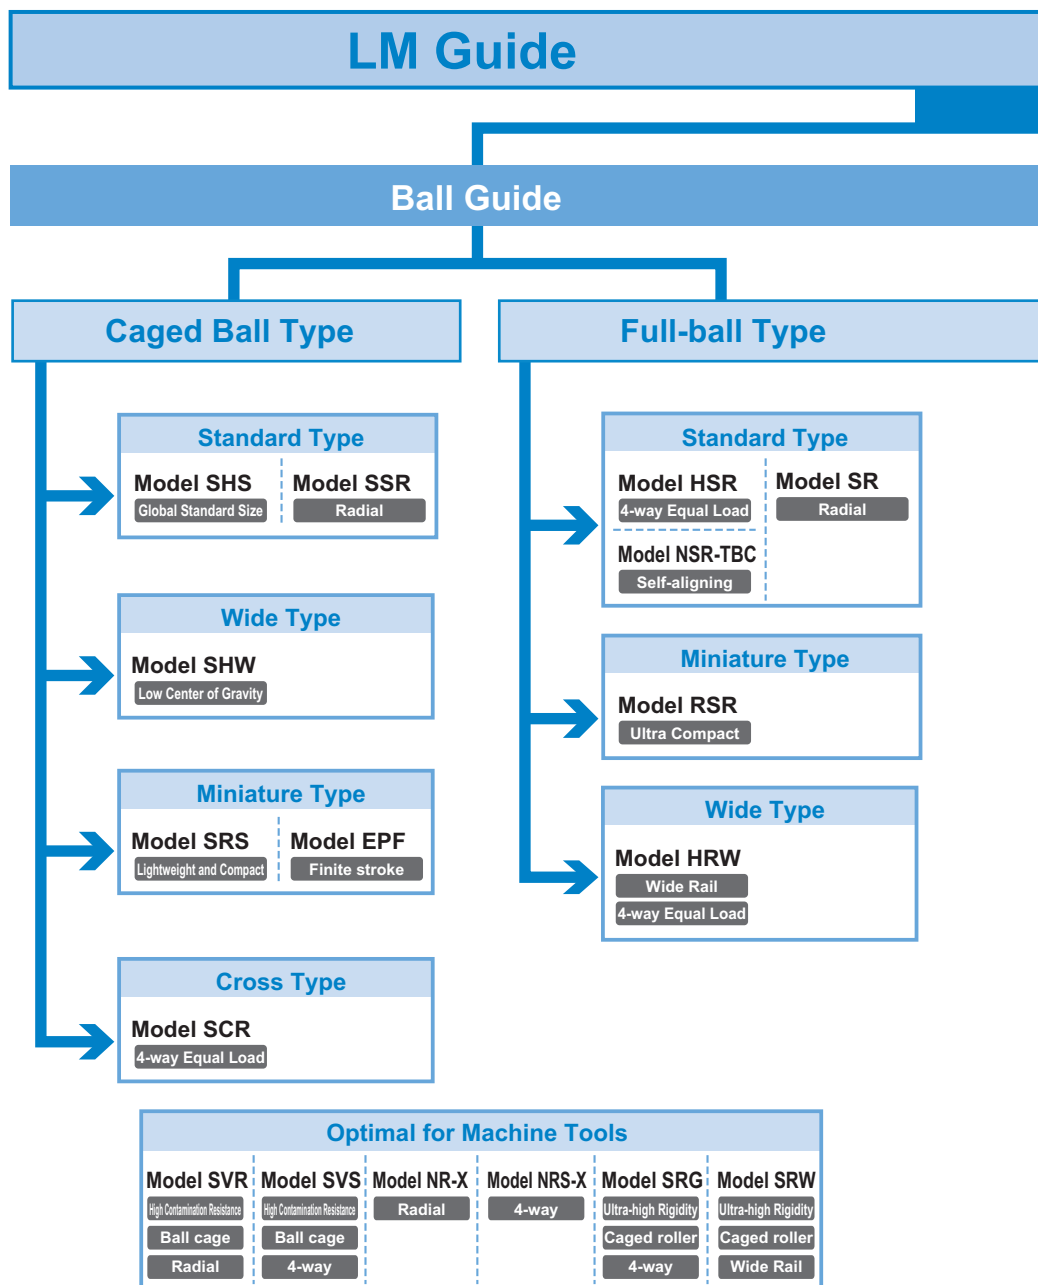 LM Guide
Ball Guide
Caged Ball Type
Standard Type
Model SHS
Global Standard Size
Model SSR
Radial
Wide Type
Model SHW
Low Center of Gravity
Miniature Type
Model SRS
Lightweight and Compact
Model EPF
Finite stroke
Cross Type
Model SCR
4-way Equal Load
Full-ball Type
Standard Type
Model HSR
4-way Equal Load
Model NSR-TBC
Self-aligning
Model SR
Radial
Miniature Type
Model RSR
Ultra Compact
Wide Type
Model HRW
Wide Rail
4-way Equal Load
Optimal for Machine Tools
Model SVR
High Contamination Resistance
Ball cage
Radial
Model SVS
High Contamination Resistance
Ball cage
4-way
Model NR-X
Radial
Model NRS-X
4-way
Model SRG
Ultra-high Rigidity
Caged roller
4-way
Model SRW
Ultra-high Rigidity
Caged roller
Wide Rail